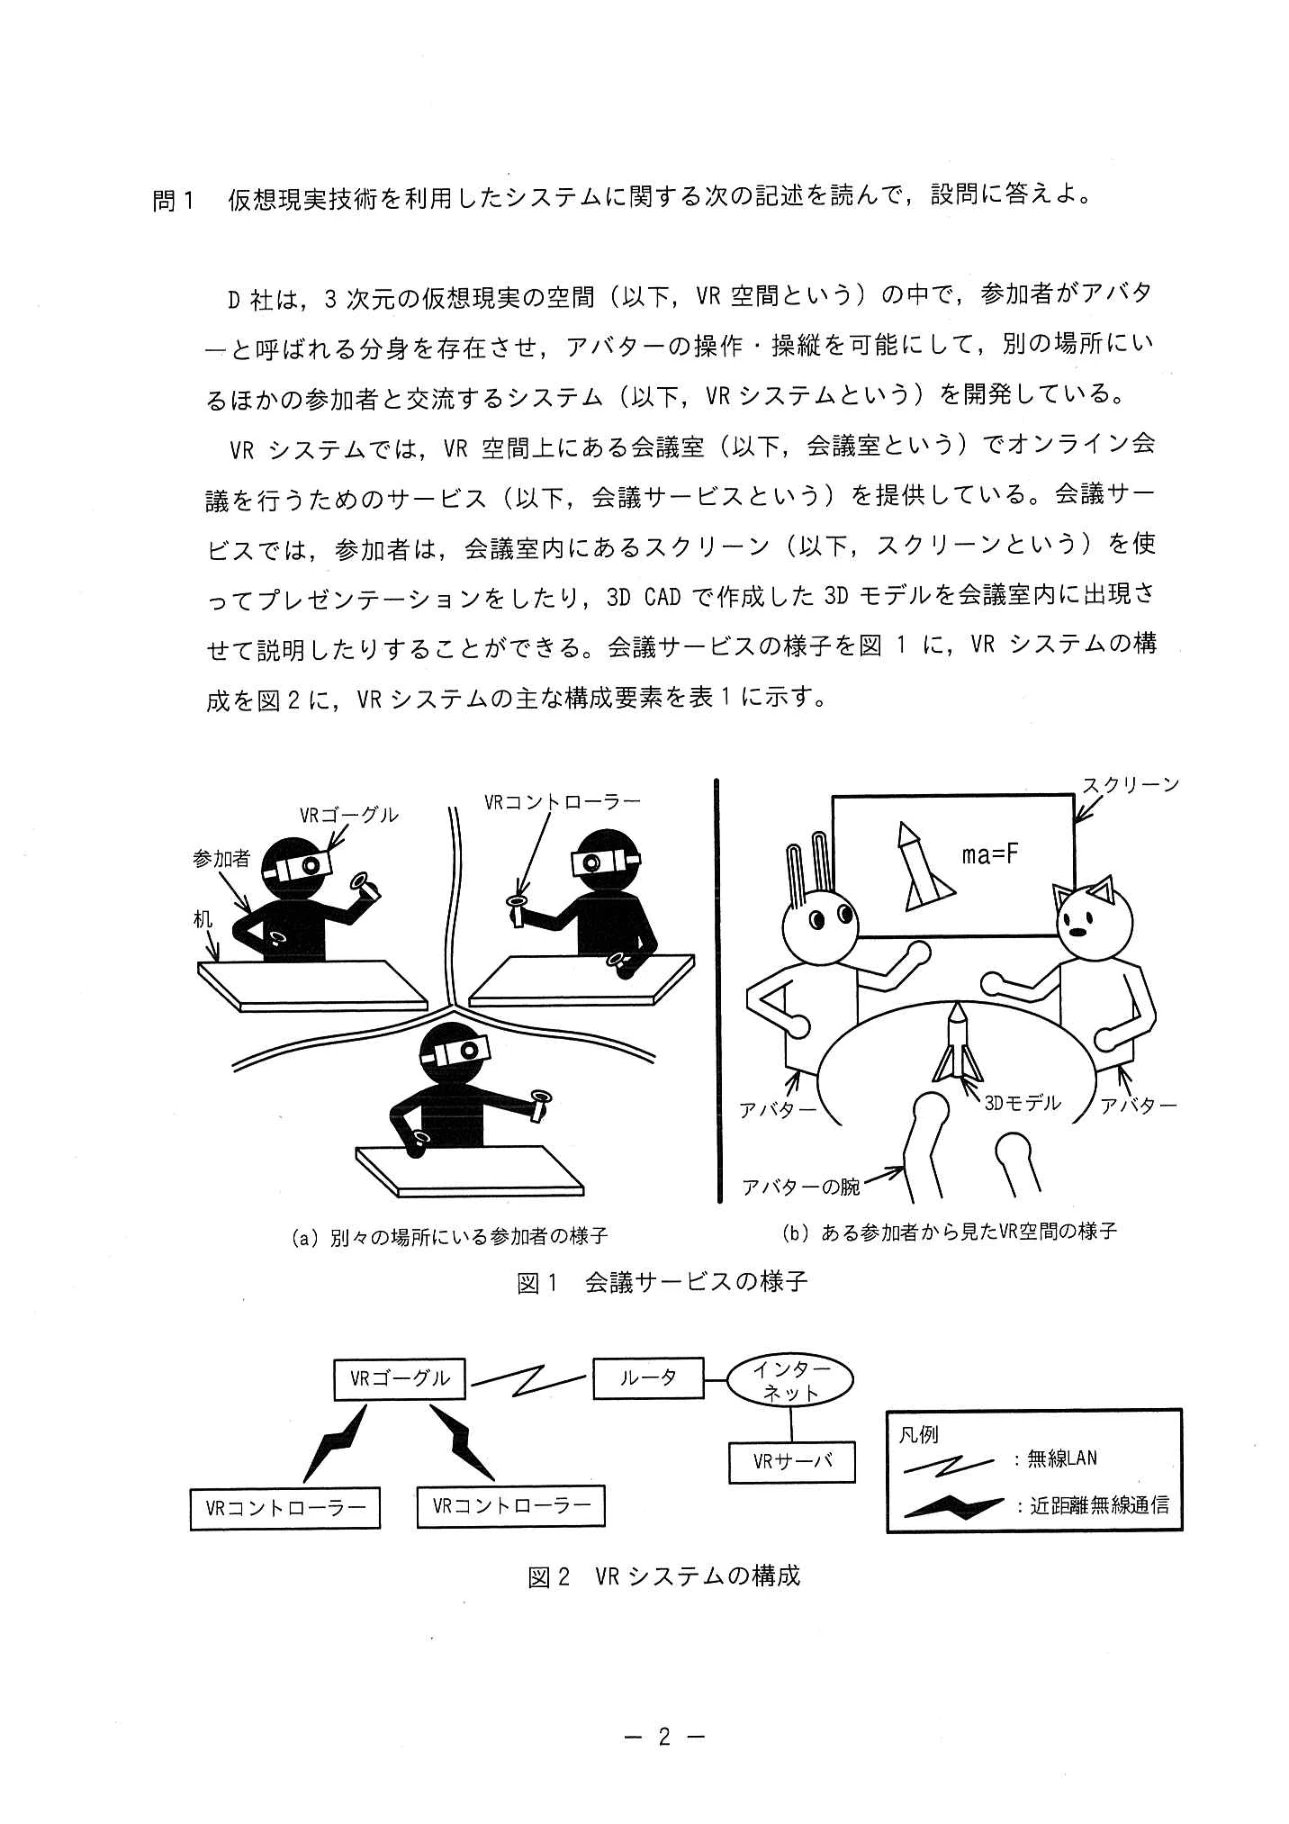 問1 仮想現実技術を利用したシステムに関する次の記述を読んで，設問に答えよ。
D 社は，3 次元の仮想現実の空間（以下，VR 空間という）の中で，参加者がアバタ
ーと呼ばれる分身を存在させ，アバターの操作・操縦を可能にして，別の場所にい
るほかの参加者と交流するシステム（以下，VR システムという）を開発している。
VR システムでは，VR 空間上にある会議室（以下，会議室という）でオンライン会
議を行うためのサービス（以下，会議サービスという）を提供している。会議サー
ビスでは，参加者は，会議室内にあるスクリーン（以下，スクリーンという）を使
ってプレゼンテーションをしたり，3D CAD で作成した 3D モデルを会議室内に出現さ
せて説明したりすることができる。会議サービスの様子を図 1 に，VR システムの構
成を図 2 に，VR システムの主な構成要素を表 1 に示す。
VRゴーグル
VRコントローラー
参加者
机
スクリーン
ma=F
アバター
3Dモデル
アバター
アバターの腕
(a) 別々の場所にいる参加者の様子
(b) ある参加者から見たVR空間の様子
図1 会議サービスの様子
VRゴーグル
ルータ
インター
ネット
VRサーバ
VRコントローラー
VRコントローラー
凡例
：無線LAN
：近距離無線通信
図2 VR システムの構成
－ 2 －